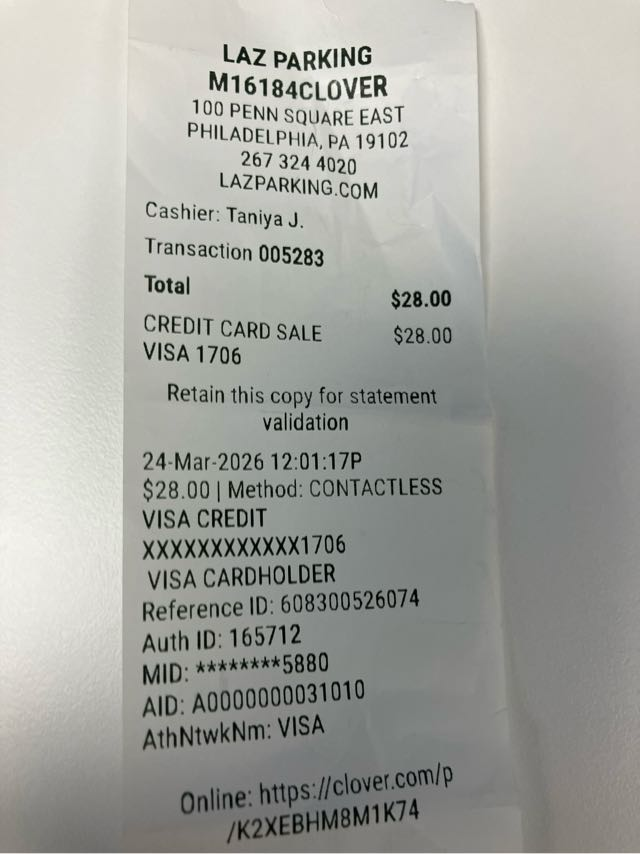 LAZ PARKING
M16184CLOVER
100 PENN SQUARE EAST
PHILADELPHIA, PA 19102
267 324 4020
LAZPARKING.COM
Cashier: Taniya J.
Transaction 005283
Total $28.00
CREDIT CARD SALE $28.00
VISA 1706
Retain this copy for statement
validation
24-Mar-2026 12:01:17P
$28.00 | Method: CONTACTLESS
VISA CREDIT
XXXXXXXXXXXX1706
VISA CARDHOLDER
Reference ID: 608300526074
Auth ID: 165712
MID: ********5880
AID: A0000000031010
AthNtwkNm: VISA
Online: https://clover.com/p
/K2XEBHM8M1K74